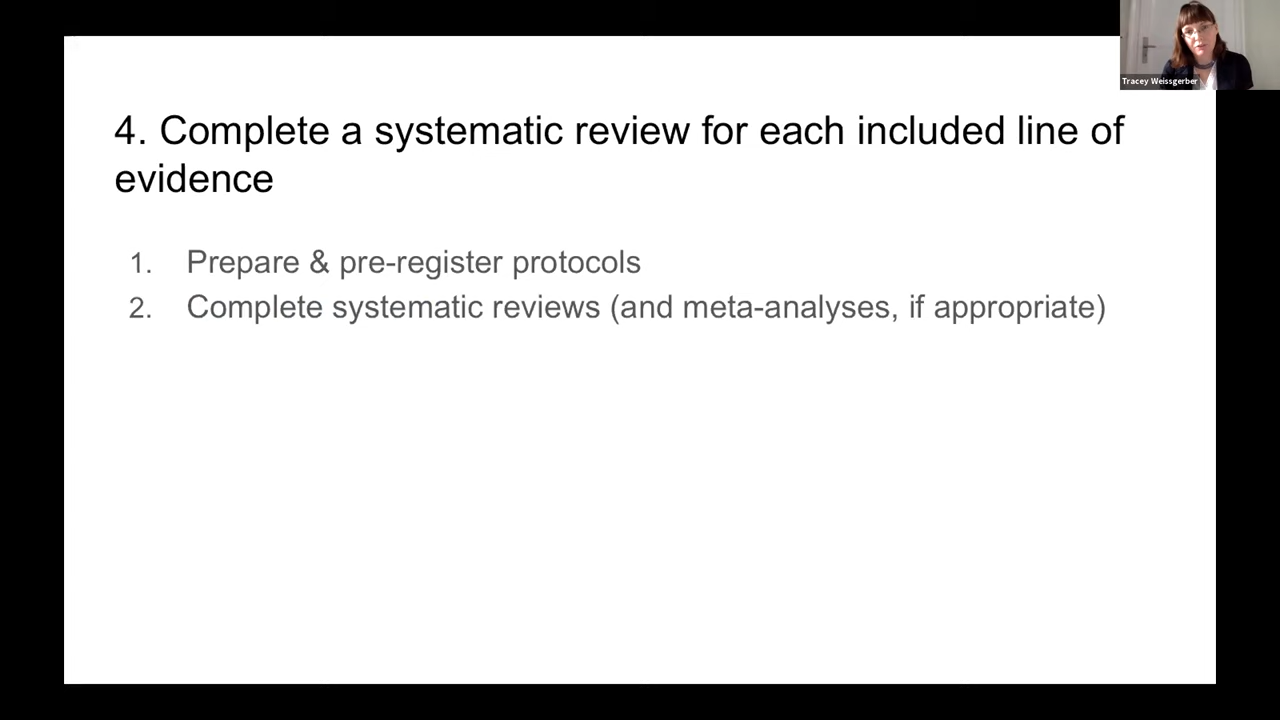 Tracey Weissgerber
4. Complete a systematic review for each included line of
evidence
1. Prepare & pre-register protocols
2. Complete systematic reviews (and meta-analyses, if appropriate)